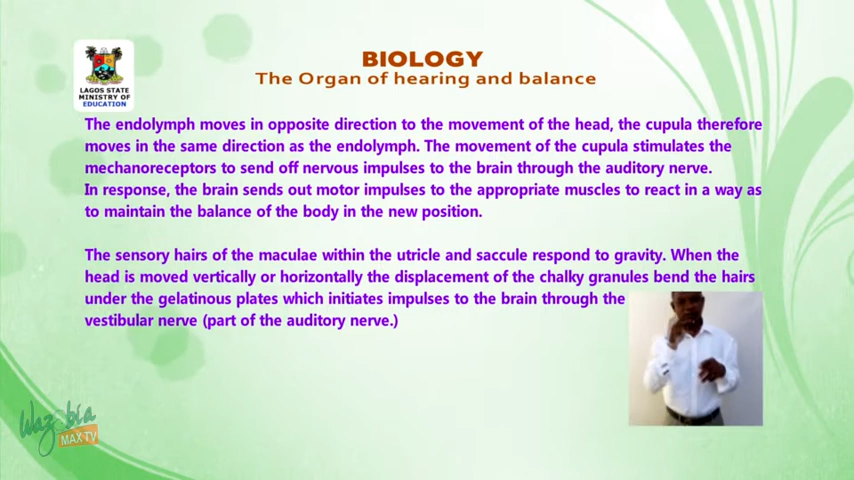 BIOLOGY
The Organ of hearing and balance
LAGOS STATE
MINISTRY OF
EDUCATION
The endolymph moves in opposite direction to the movement of the head, the cupula therefore
moves in the same direction as the endolymph. The movement of the cupula stimulates the
mechanoreceptors to send off nervous impulses to the brain through the auditory nerve.
In response, the brain sends out motor impulses to the appropriate muscles to react in a way as
to maintain the balance of the body in the new position.
The sensory hairs of the maculae within the utricle and saccule respond to gravity. When the
head is moved vertically or horizontally the displacement of the chalky granules bend the hairs
under the gelatinous plates which initiates impulses to the brain through the
vestibular nerve (part of the auditory nerve.)
Wazobia
MAX TV